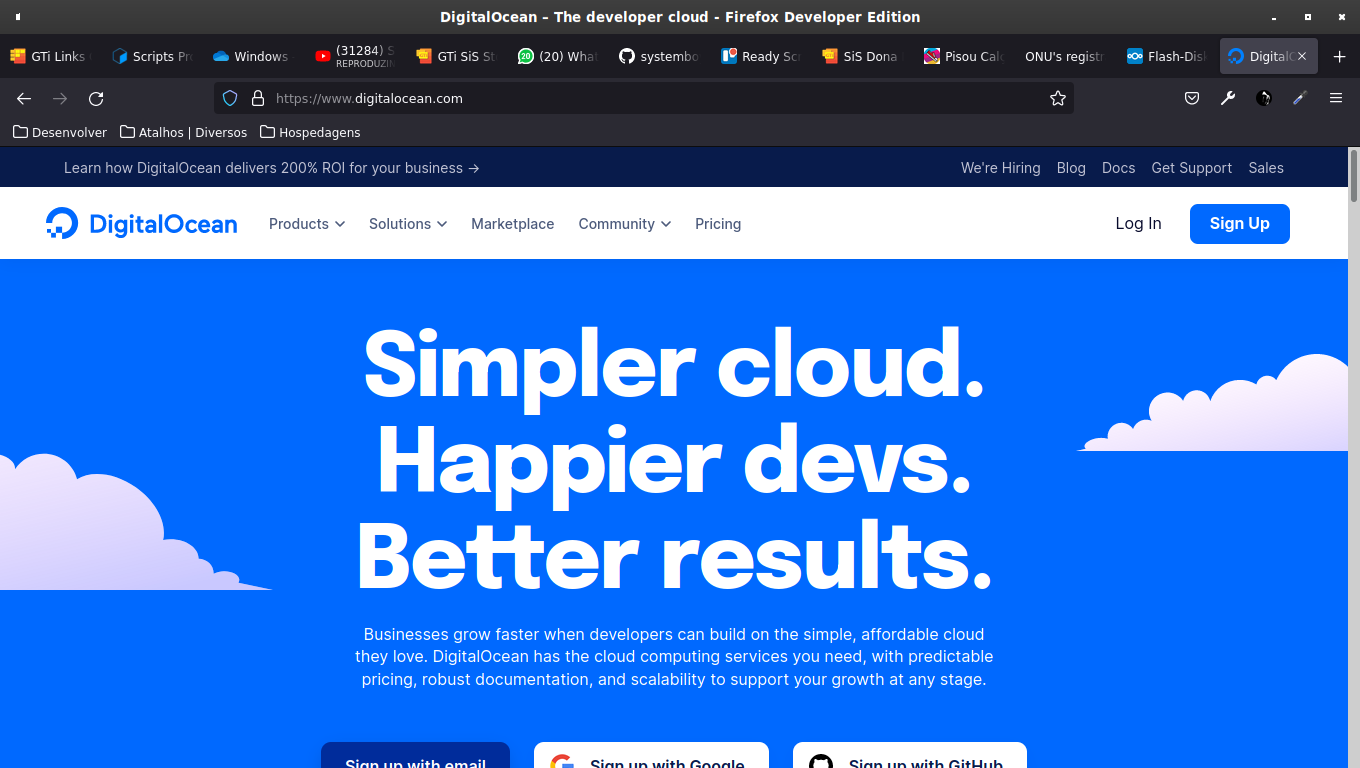 DigitalOcean – The developer cloud - Firefox Developer Edition
GTi Links
Scripts Pr
Windows
(31284) S
REPRODUZIN
GTi SiS St
20
(20) Wha
systembo
Ready Scr
SiS Dona
Pisou Calc
ONU's registr
Flash-Disk
DigitalO
https://www.digitalocean.com
Desenvolver
Atalhos | Diversos
Hospedagens
Learn how DigitalOcean delivers 200% ROI for your business →
We're Hiring
Blog
Docs
Get Support
Sales
DigitalOcean
Products
Solutions
Marketplace
Community
Pricing
Log In
Sign Up
Simpler cloud.
Happier devs.
Better results.
Businesses grow faster when developers can build on the simple, affordable cloud
they love. DigitalOcean has the cloud computing services you need, with predictable
pricing, robust documentation, and scalability to support your growth at any stage.
Sign up with email
Sign up with Google
Sign up with GitHub